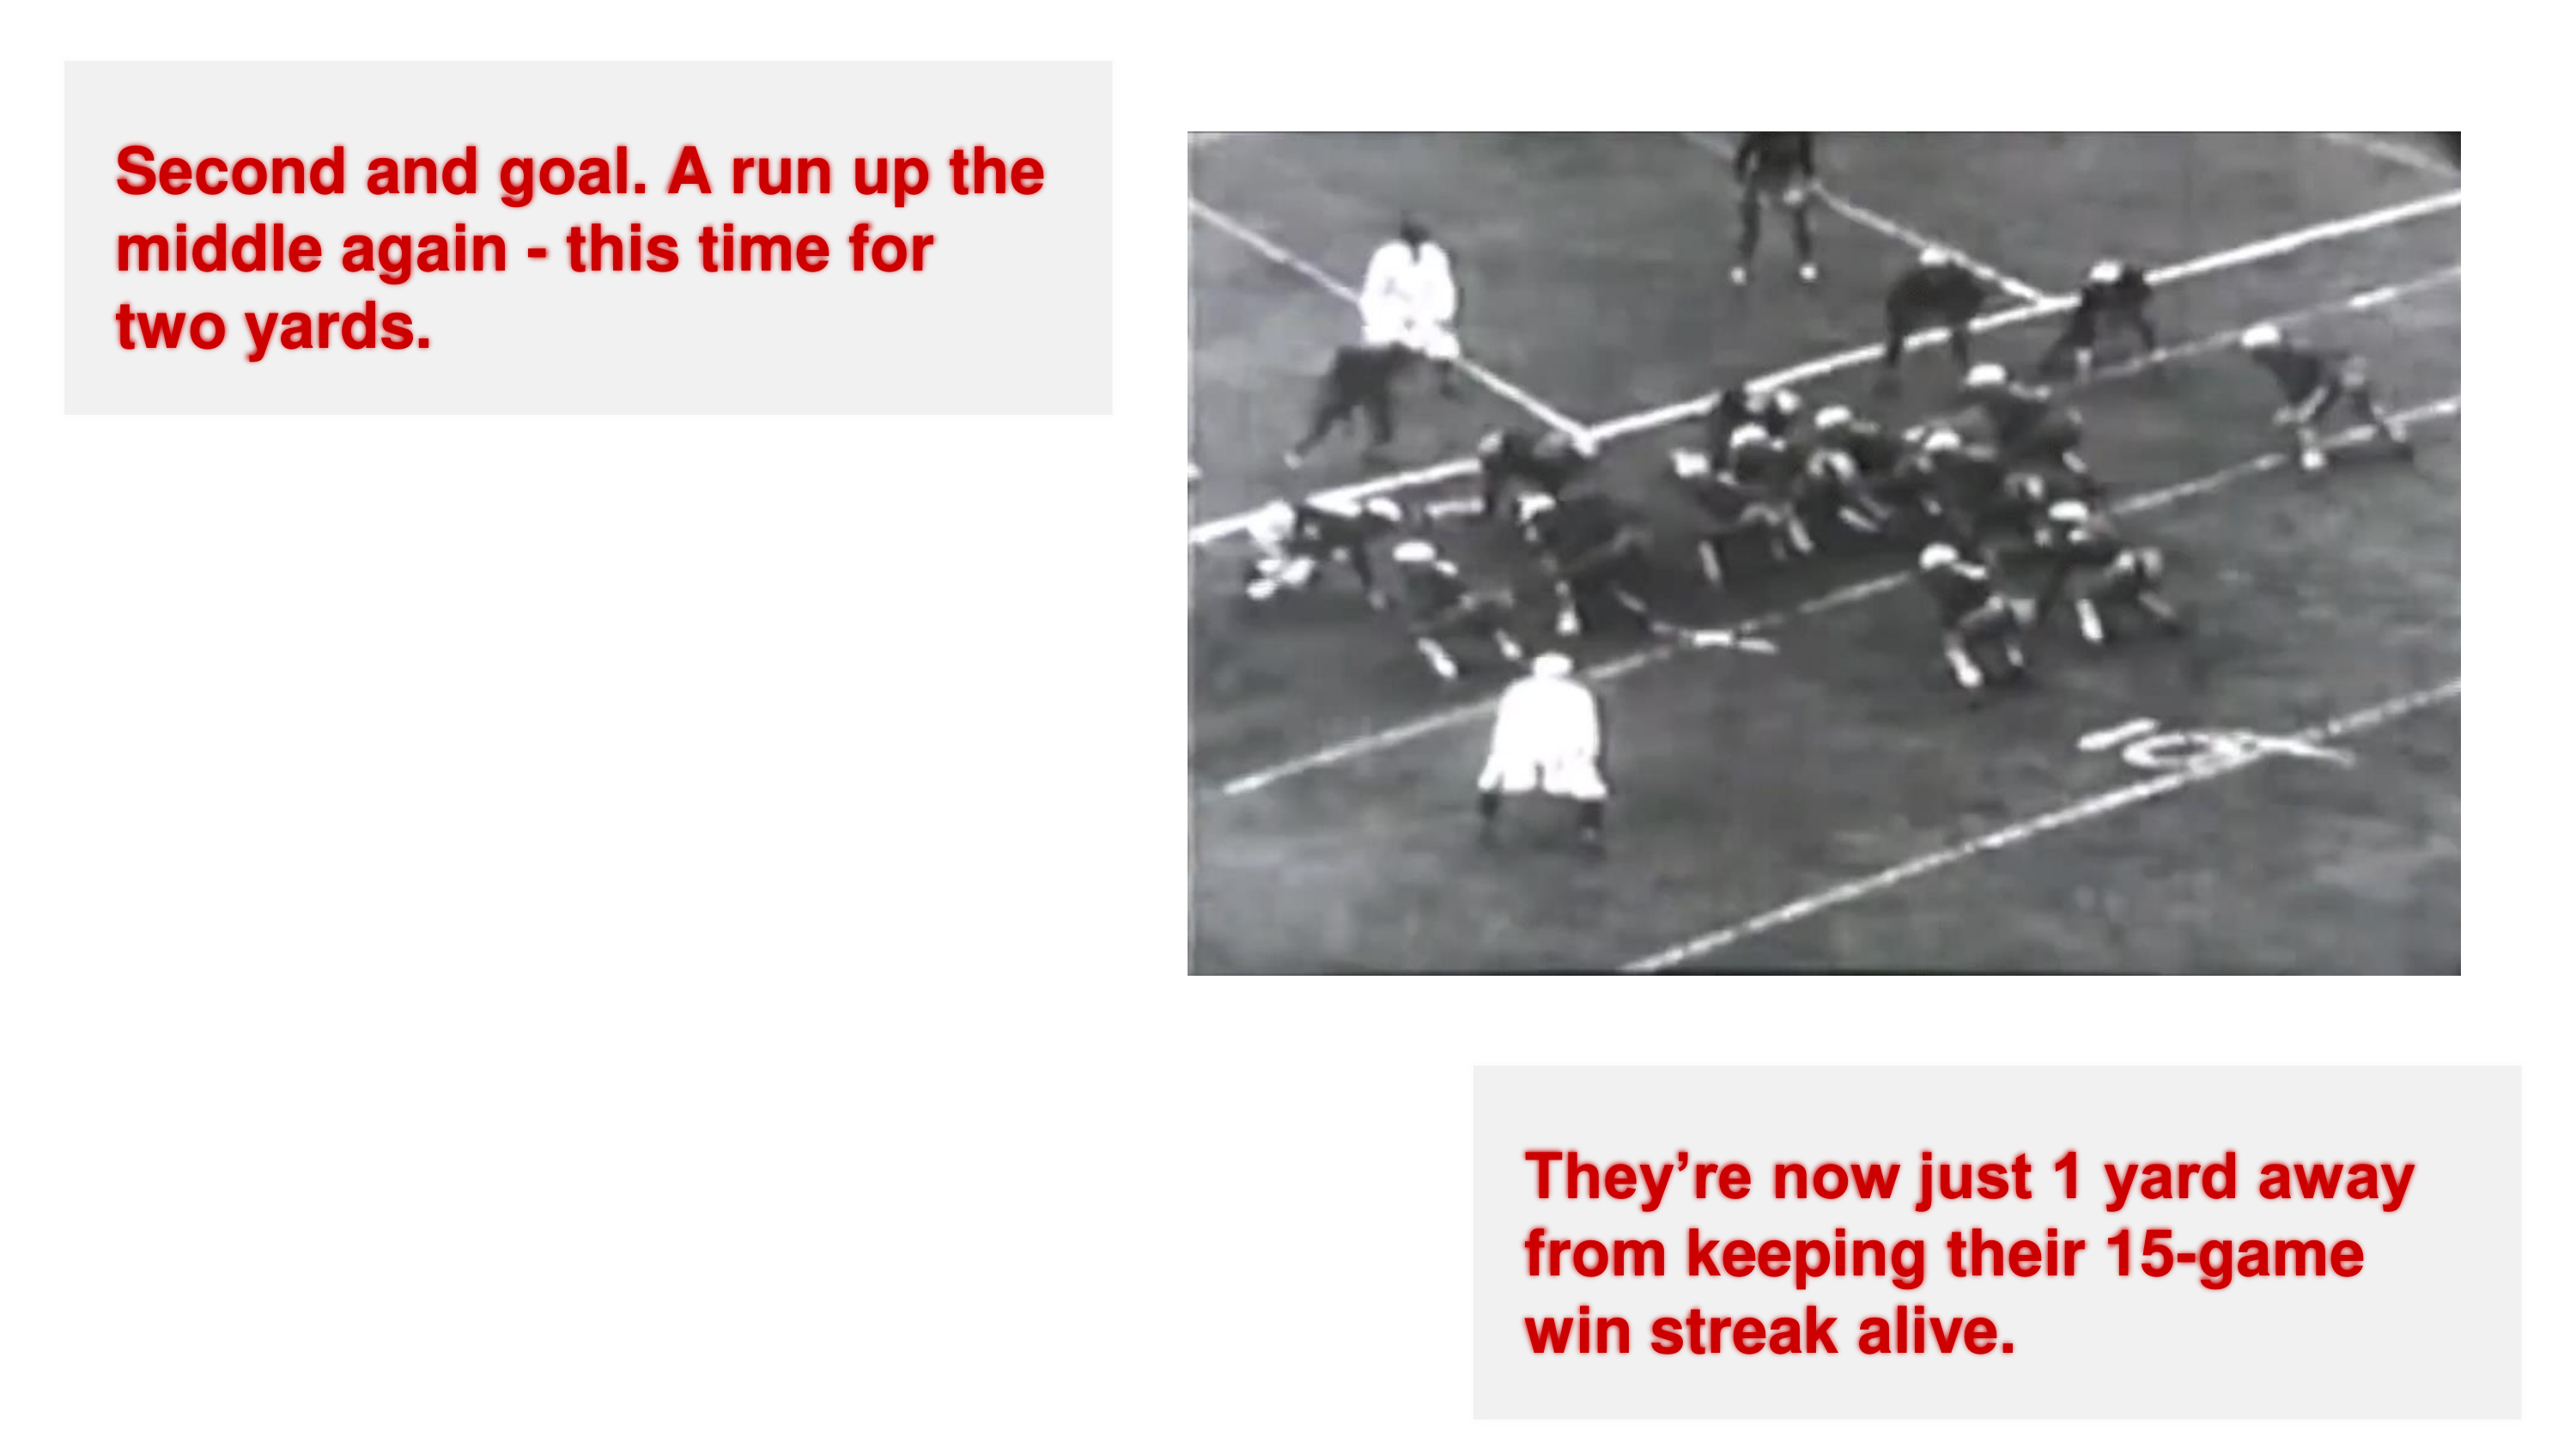 Second and goal. A run up the
middle again - this time for
two yards.
10
They’re now just 1 yard away
from keeping their 15-game
win streak alive.